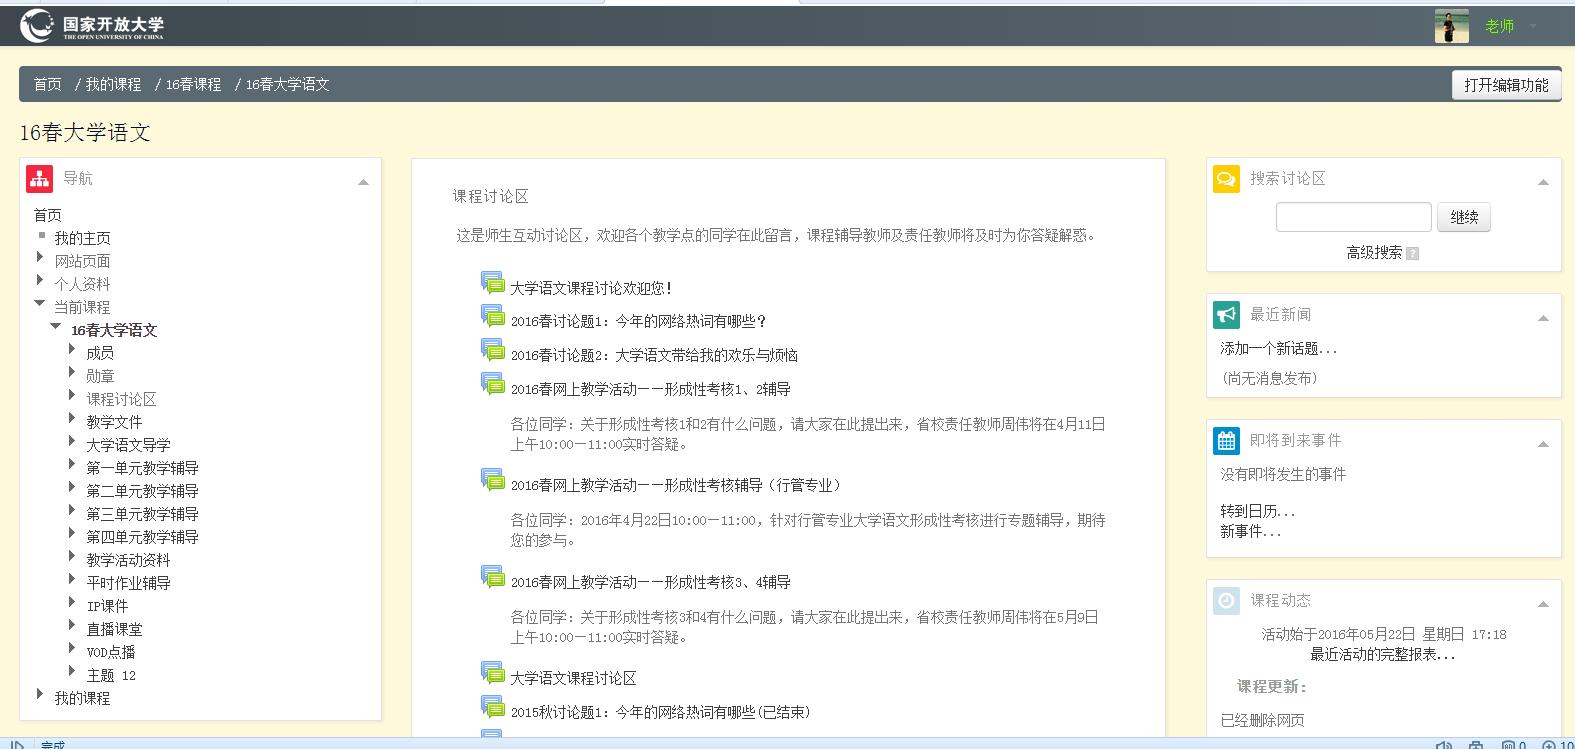 国家开放大学
THE OPEN UNIVERSITY OF CHINA
老师
首页 / 我的课程 / 16春课程 / 16春大学语文
打开编辑功能
16春大学语文
导航
首页
我的主页
网站页面
个人资料
当前课程
16春大学语文
成员
勋章
课程讨论区
教学文件
大学语文导学
第一单元教学辅导
第二单元教学辅导
第三单元教学辅导
第四单元教学辅导
教学活动资料
平时作业辅导
IP课件
直播课堂
VOD点播
主题 12
我的课程
课程讨论区
这是师生互动讨论区，欢迎各个教学点的同学在此留言，课程辅导教师及责任教师将及时为你答疑解惑。
大学语文课程讨论欢迎您！
2016春讨论题1：今年的网络热词有哪些？
2016春讨论题2：大学语文带给我的欢乐与烦恼
2016春网上教学活动——形成性考核1、2辅导
各位同学：关于形成性考核1和2有什么问题，请大家在此提出来，省校责任教师周伟将在4月11日
上午10:00—11:00实时答疑。
2016春网上教学活动——形成性考核辅导（行管专业）
各位同学：2016年4月22日10:00—11:00，针对行管专业大学语文形成性考核进行专题辅导，期待
您的参与。
2016春网上教学活动——形成性考核3、4辅导
各位同学：关于形成性考核3和4有什么问题，请大家在此提出来，省校责任教师周伟将在5月9日
上午10:00—11:00实时答疑。
大学语文课程讨论区
2015秋讨论题1：今年的网络热词有哪些(已结束)
搜索讨论区
继续
高级搜索 ?
最近新闻
添加一个新话题...
(尚无消息发布)
即将到来事件
没有即将发生的事件
转到日历...
新事件...
课程动态
活动始于2016年05月22日 星期日 17:18
最近活动的完整报表...
课程更新：
已经删除网页
完成